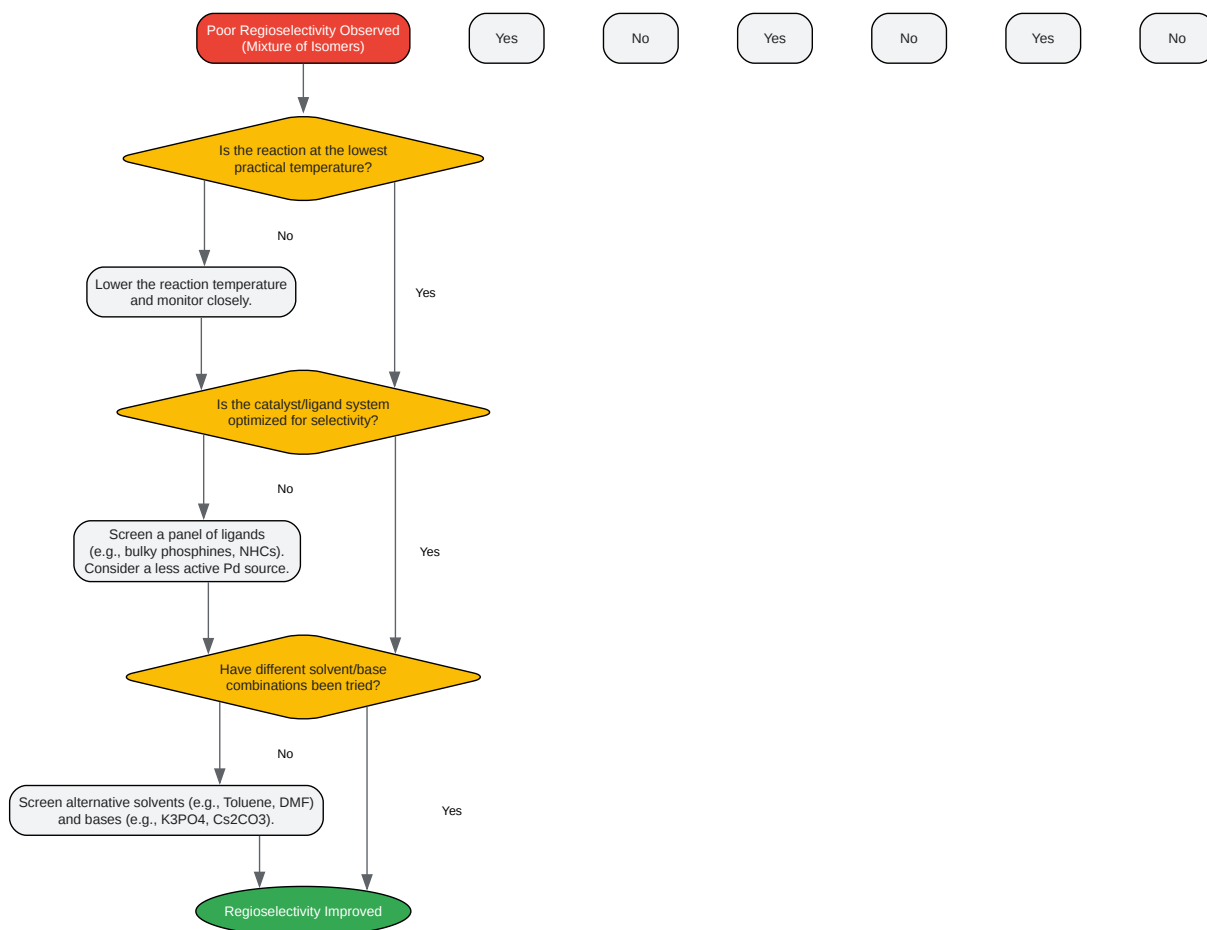 Poor Regioselectivity Observed
(Mixture of Isomers)
Yes
No
Yes
No
Yes
No
Is the reaction at the lowest
practical temperature?
No
Lower the reaction temperature
and monitor closely.
Yes
Is the catalyst/ligand system
optimized for selectivity?
No
Screen a panel of ligands
(e.g., bulky phosphines, NHCs).
Consider a less active Pd source.
Yes
Have different solvent/base
combinations been tried?
No
Screen alternative solvents (e.g., Toluene, DMF)
and bases (e.g., K3PO4, Cs2CO3).
Yes
Regioselectivity Improved